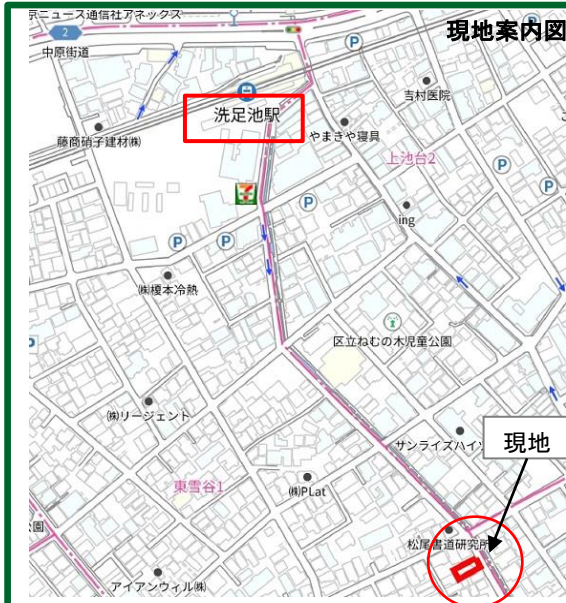 京ニュース通信社アネックス
現地案内図
2
中原街道
P
吉村医院
洗足池駅
藤商硝子建材㈱
やまきや寝具
上池台2
P
P
P
P
P
ing
㈱榎本冷熱
区立ねむの木児童公園
㈱リージェント
サンライズハイツ
現地
東雪谷1
㈱PLat
公園
松尾書道研究所
アイアンウィル㈱